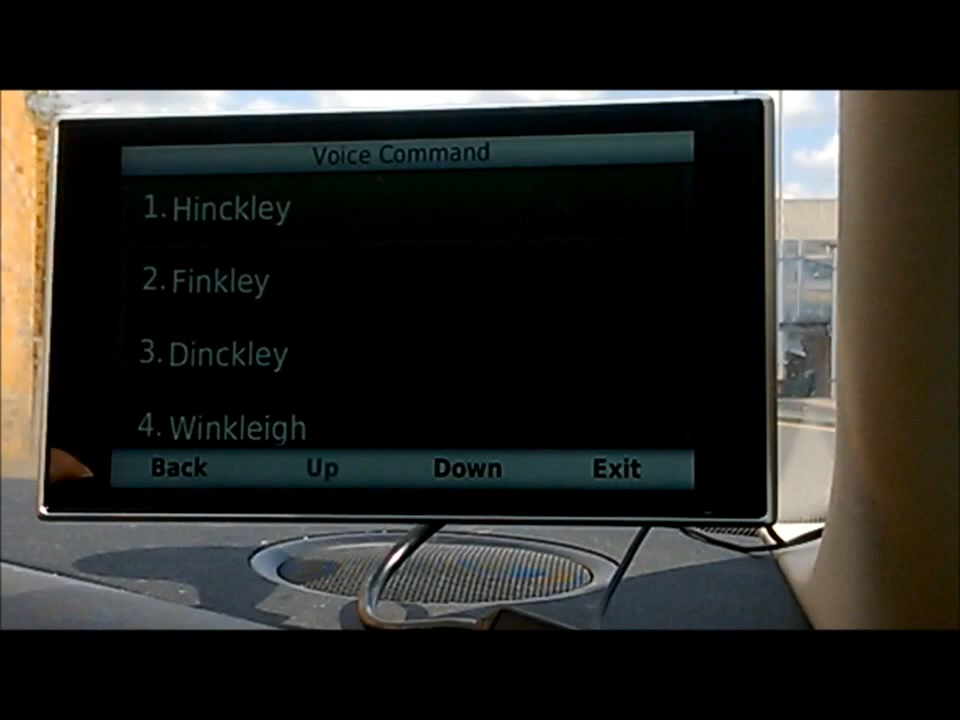 Voice Command
1. Hinckley
2. Finkley
3. Dinckley
4. Winkleigh
Back Up Down Exit